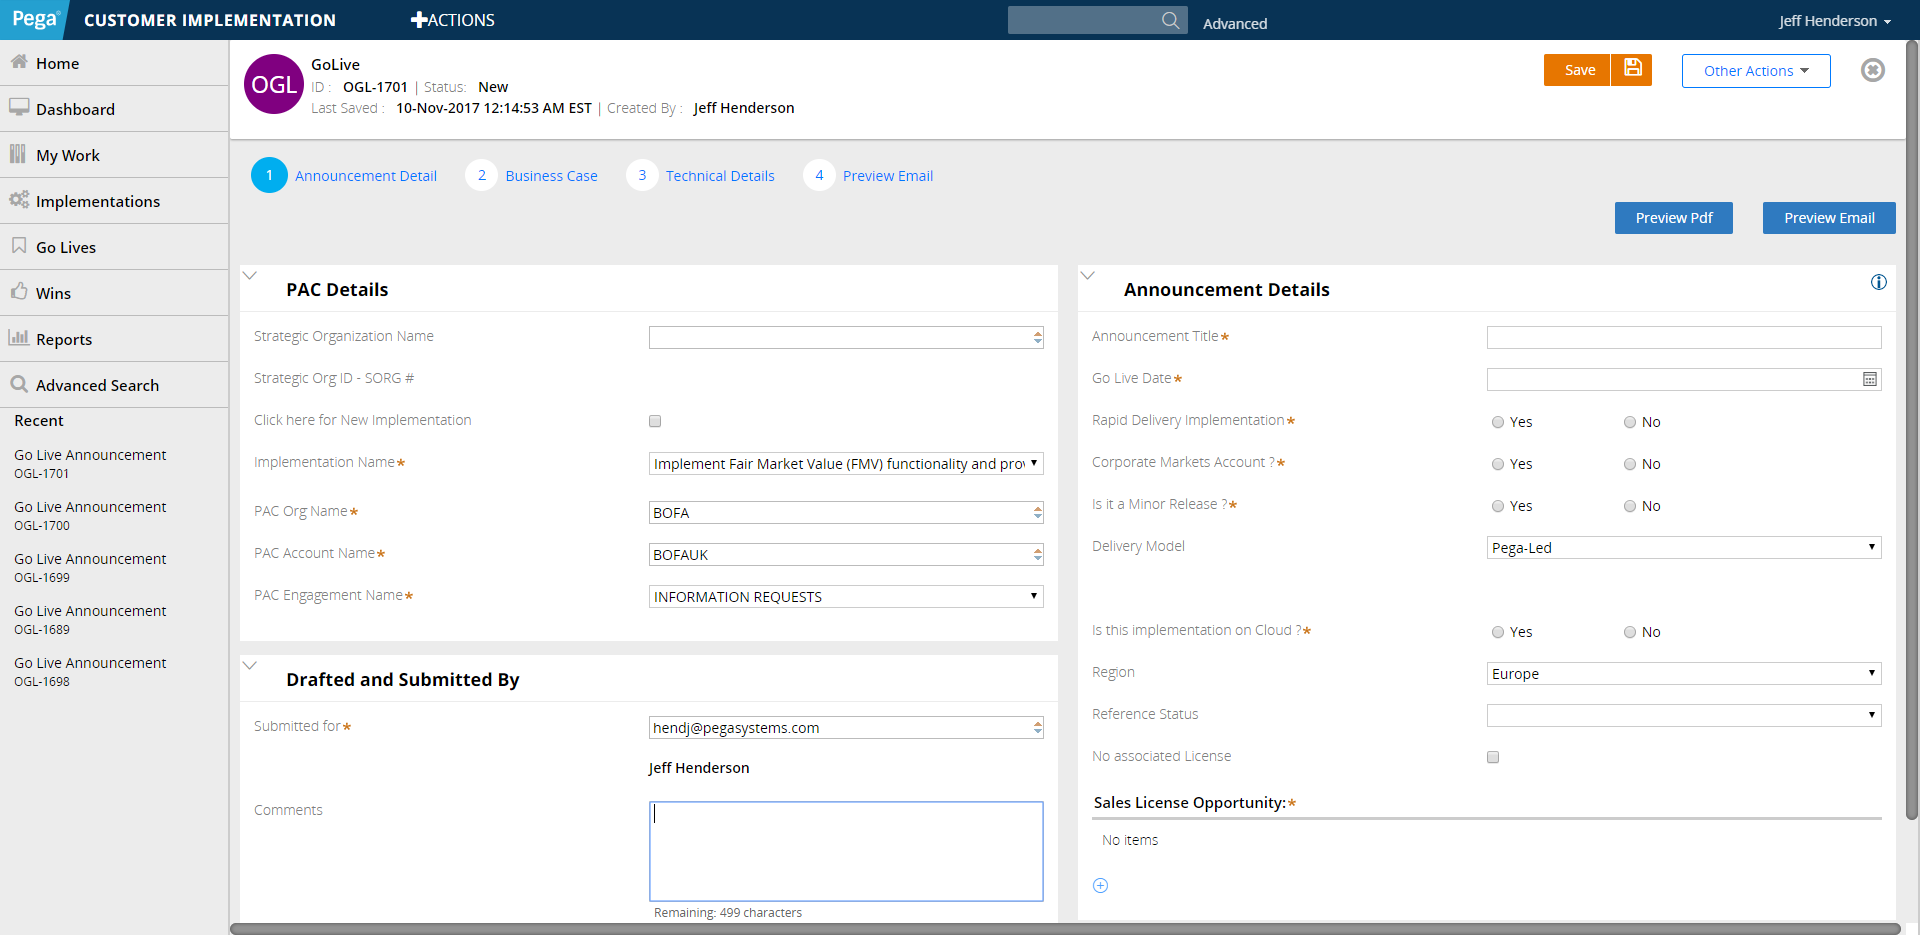 Pega CUSTOMER IMPLEMENTATION
ACTIONS
Advanced
Jeff Henderson
Home
Dashboard
My Work
Implementations
Go Lives
Wins
Reports
Advanced Search
Recent
Go Live Announcement
OGL-1701
Go Live Announcement
OGL-1700
Go Live Announcement
OGL-1699
Go Live Announcement
OGL-1689
Go Live Announcement
OGL-1698
OGL
GoLive
ID : OGL-1701 | Status: New
Last Saved : 10-Nov-2017 12:14:53 AM EST | Created By : Jeff Henderson
Save
Other Actions
1 Announcement Detail
2 Business Case
3 Technical Details
4 Preview Email
Preview Pdf
Preview Email
PAC Details
Strategic Organization Name
Strategic Org ID - SORG #
Click here for New Implementation
Implementation Name* Implement Fair Market Value (FMV) functionality and prov
PAC Org Name* BOFA
PAC Account Name* BOFAUK
PAC Engagement Name* INFORMATION REQUESTS
Drafted and Submitted By
Submitted for* hendj@pegasystems.com
Jeff Henderson
Comments
Remaining: 499 characters
Announcement Details
Announcement Title*
Go Live Date*
Rapid Delivery Implementation* Yes No
Corporate Markets Account ?* Yes No
Is it a Minor Release ?* Yes No
Delivery Model Pega-Led
Is this implementation on Cloud ?* Yes No
Region Europe
Reference Status
No associated License
Sales License Opportunity:*
No items